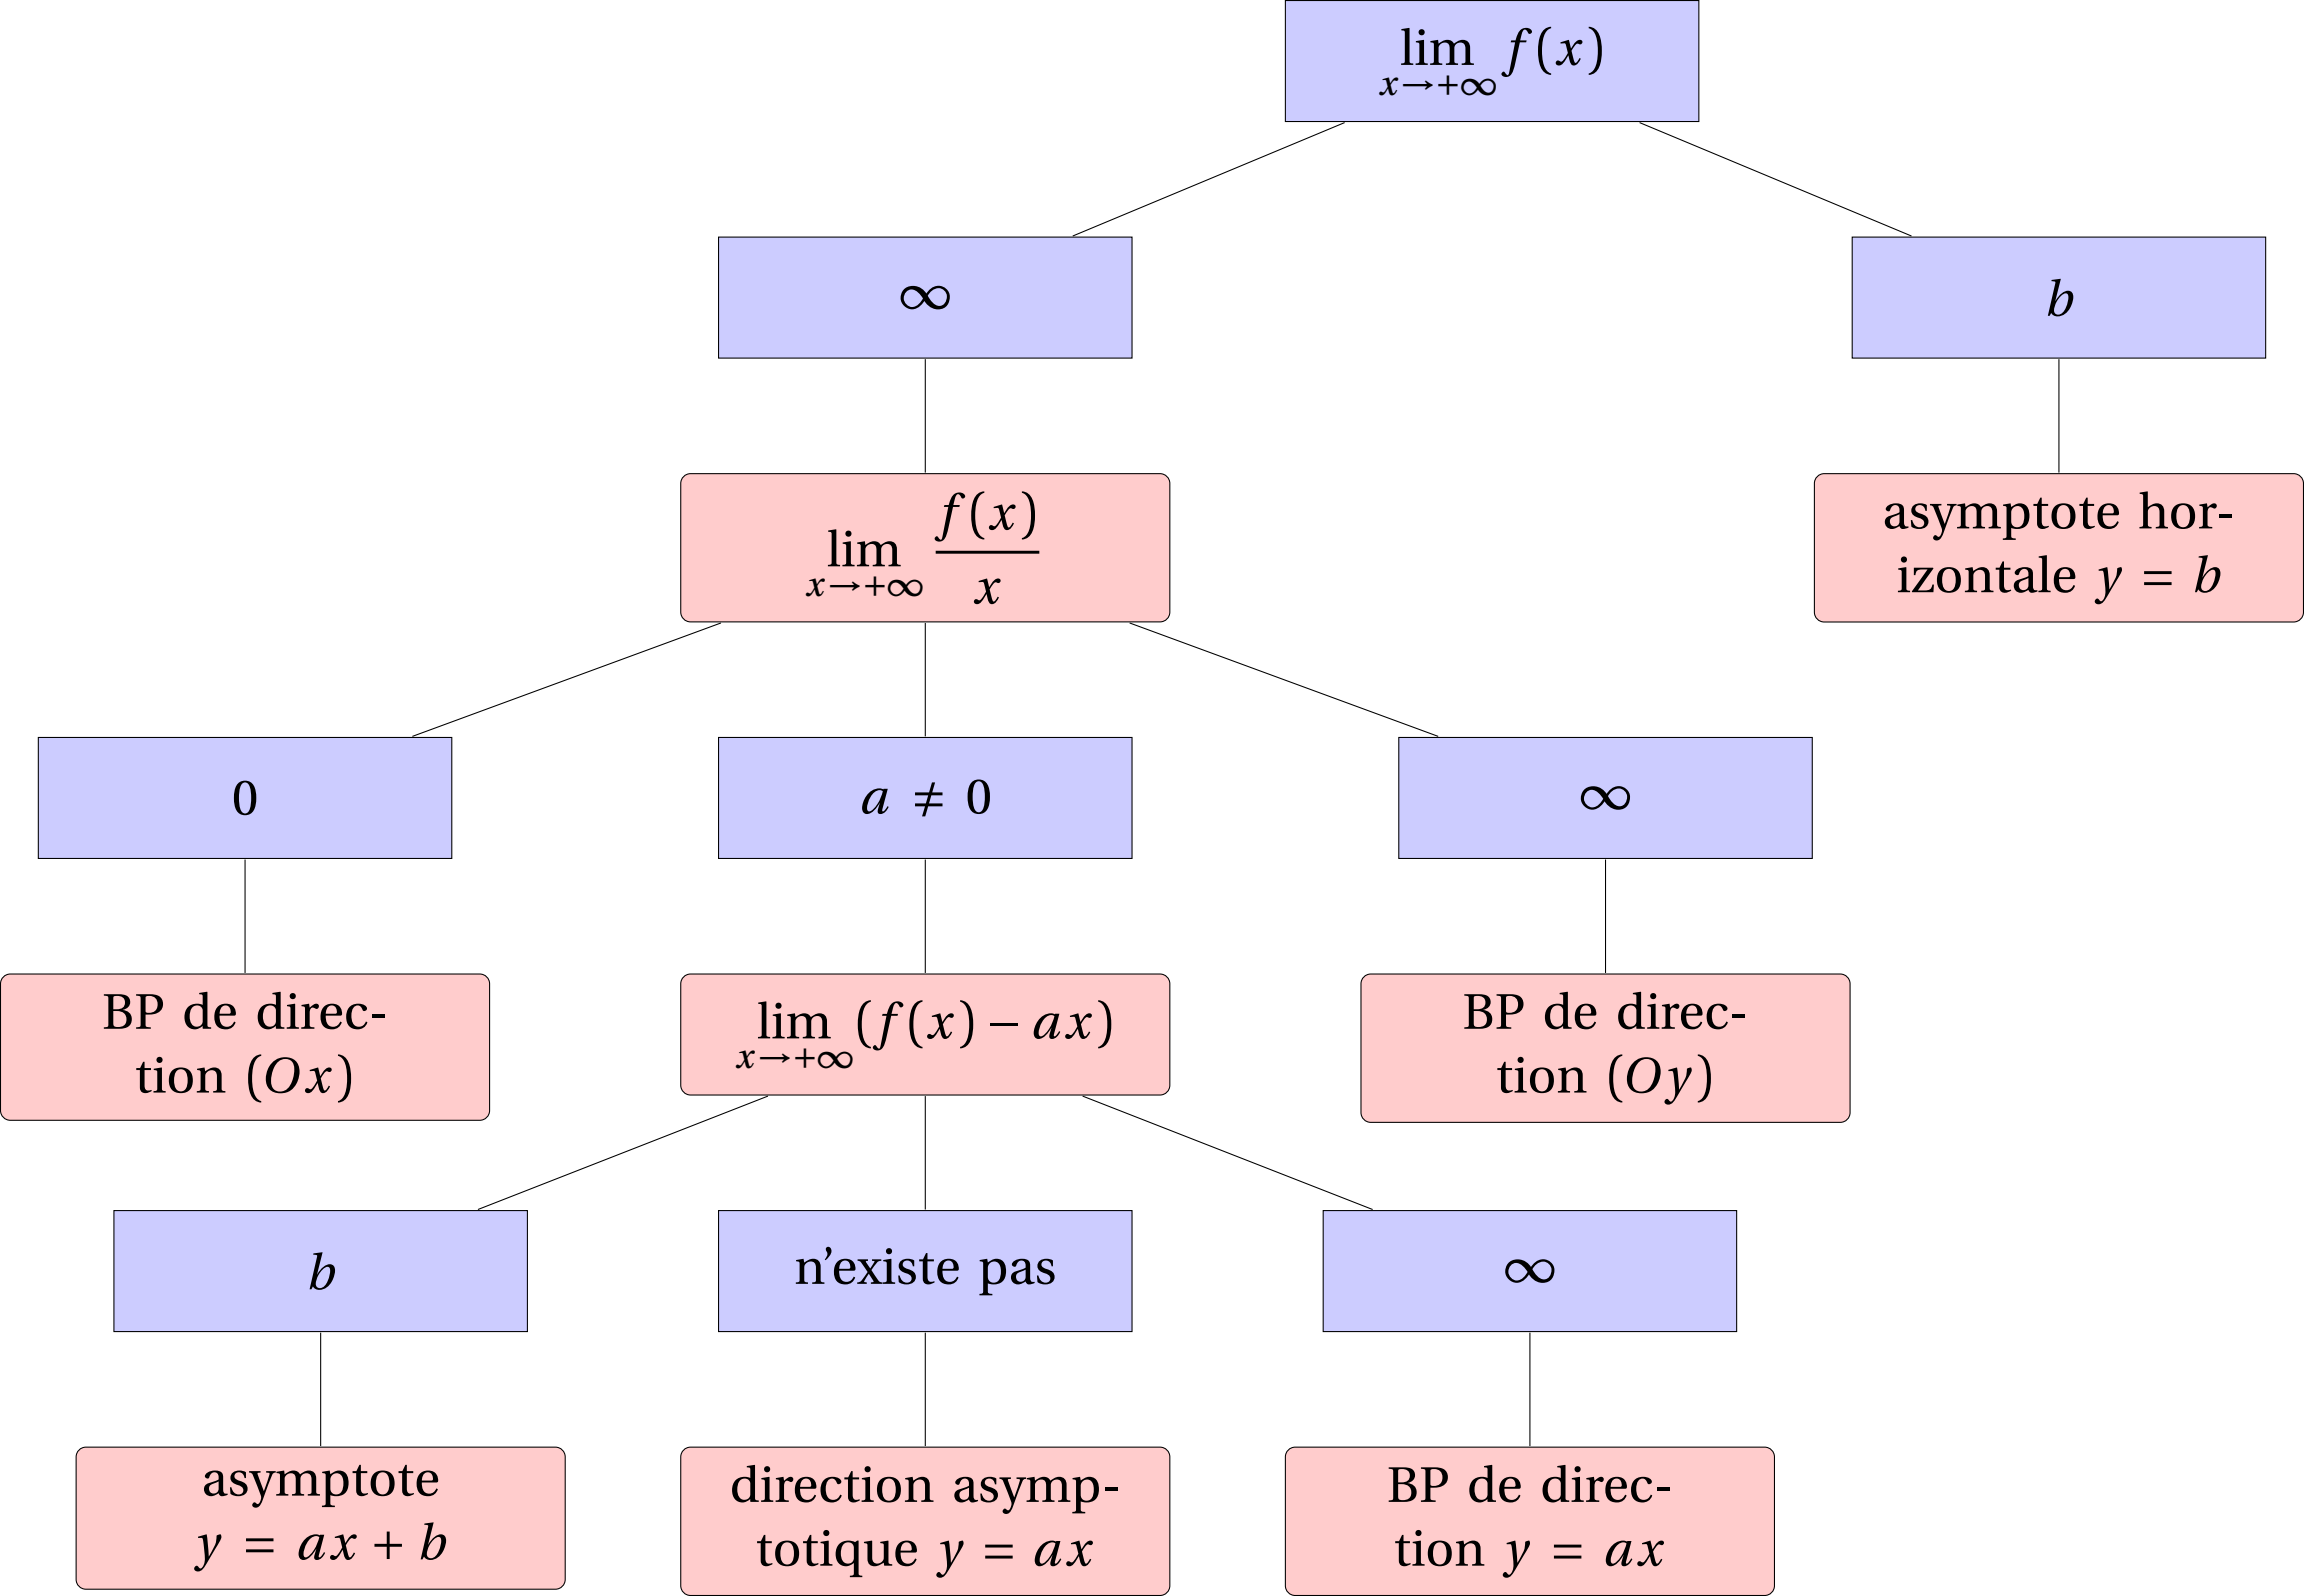 lim f(x)
x→+∞
∞
b
lim f(x)/x
x→+∞
asymptote hor-
izontale y = b
0
a ≠ 0
∞
BP de direc-
tion (Ox)
lim (f(x) − ax)
x→+∞
BP de direc-
tion (Oy)
b
n'existe pas
∞
asymptote
y = ax + b
direction asymp-
totique y = ax
BP de direc-
tion y = ax